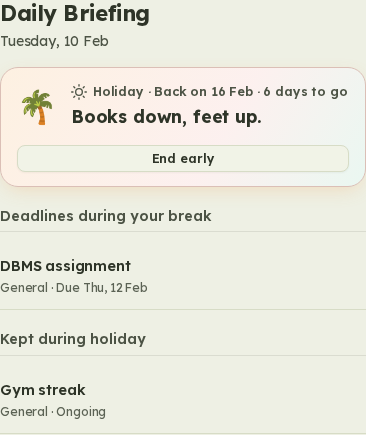 Daily Briefing
Tuesday, 10 Feb
Holiday · Back on 16 Feb · 6 days to go
Books down, feet up.
End early
Deadlines during your break
DBMS assignment
General · Due Thu, 12 Feb
Kept during holiday
Gym streak
General · Ongoing